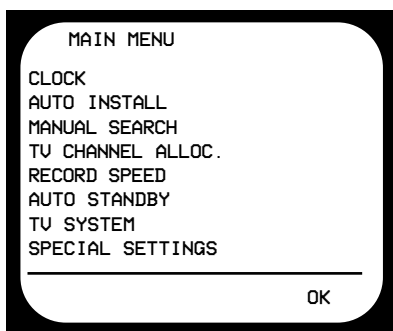 MAIN MENU
CLOCK
AUTO INSTALL
MANUAL SEARCH
TV CHANNEL ALLOC.
RECORD SPEED
AUTO STANDBY
TV SYSTEM
SPECIAL SETTINGS
OK